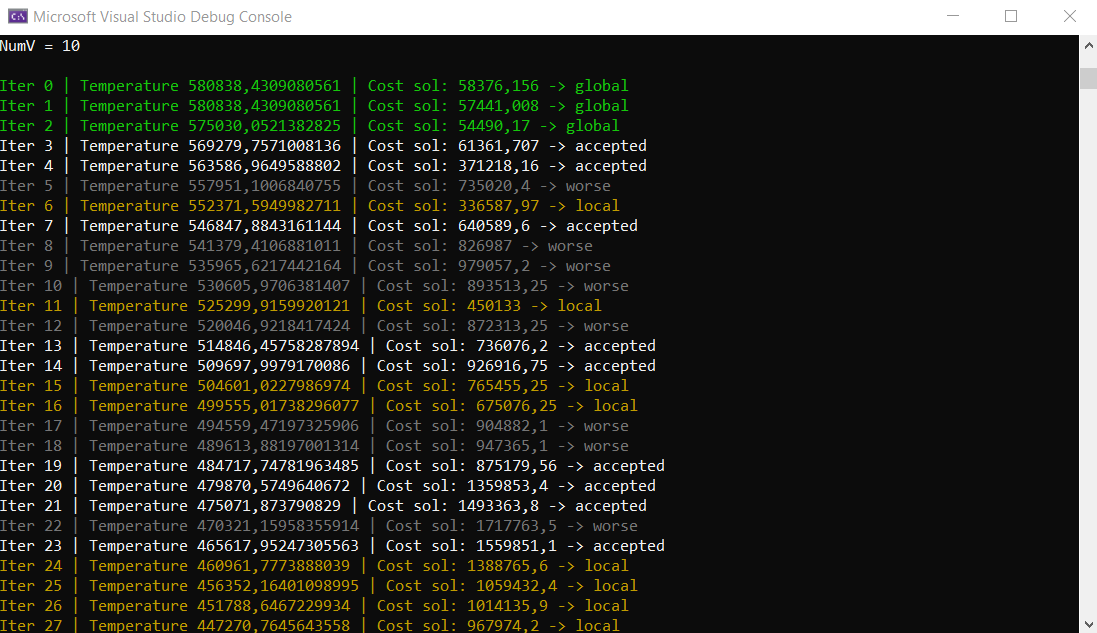 C:\ Microsoft Visual Studio Debug Console
NumV = 10
Iter 0 | Temperature 580838,4309080561 | Cost sol: 58376,156 -> global
Iter 1 | Temperature 580838,4309080561 | Cost sol: 57441,008 -> global
Iter 2 | Temperature 575030,0521382825 | Cost sol: 54490,17 -> global
Iter 3 | Temperature 569279,7571008136 | Cost sol: 61361,707 -> accepted
Iter 4 | Temperature 563586,9649588802 | Cost sol: 371218,16 -> accepted
Iter 5 | Temperature 557951,1006840755 | Cost sol: 735020,4 -> worse
Iter 6 | Temperature 552371,5949982711 | Cost sol: 336587,97 -> local
Iter 7 | Temperature 546847,8843161144 | Cost sol: 640589,6 -> accepted
Iter 8 | Temperature 541379,4106881011 | Cost sol: 826987 -> worse
Iter 9 | Temperature 535965,6217442164 | Cost sol: 979057,2 -> worse
Iter 10 | Temperature 530605,9706381407 | Cost sol: 893513,25 -> worse
Iter 11 | Temperature 525299,9159920121 | Cost sol: 450133 -> local
Iter 12 | Temperature 520046,9218417424 | Cost sol: 872313,25 -> worse
Iter 13 | Temperature 514846,45758287894 | Cost sol: 736076,2 -> accepted
Iter 14 | Temperature 509697,9979170086 | Cost sol: 926916,75 -> accepted
Iter 15 | Temperature 504601,0227986974 | Cost sol: 765455,25 -> local
Iter 16 | Temperature 499555,01738296077 | Cost sol: 675076,25 -> local
Iter 17 | Temperature 494559,47197325906 | Cost sol: 904882,1 -> worse
Iter 18 | Temperature 489613,88197001314 | Cost sol: 947365,1 -> worse
Iter 19 | Temperature 484717,74781963485 | Cost sol: 875179,56 -> accepted
Iter 20 | Temperature 479870,5749640672 | Cost sol: 1359853,4 -> accepted
Iter 21 | Temperature 475071,873790829 | Cost sol: 1493363,8 -> accepted
Iter 22 | Temperature 470321,15958355914 | Cost sol: 1717763,5 -> worse
Iter 23 | Temperature 465617,95247305563 | Cost sol: 1559851,1 -> accepted
Iter 24 | Temperature 460961,7773888039 | Cost sol: 1388765,6 -> local
Iter 25 | Temperature 456352,16401098995 | Cost sol: 1059432,4 -> local
Iter 26 | Temperature 451788,6467229934 | Cost sol: 1014135,9 -> local
Iter 27 | Temperature 447270,7645643558 | Cost sol: 967974,2 -> local